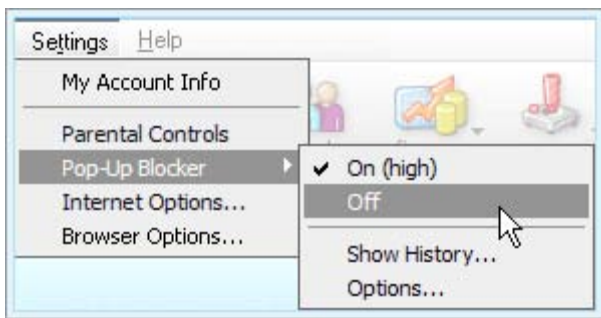 Settings Help
My Account Info
Parental Controls
Pop-Up Blocker
Internet Options...
Browser Options...
On (high)
Off
Show History...
Options...